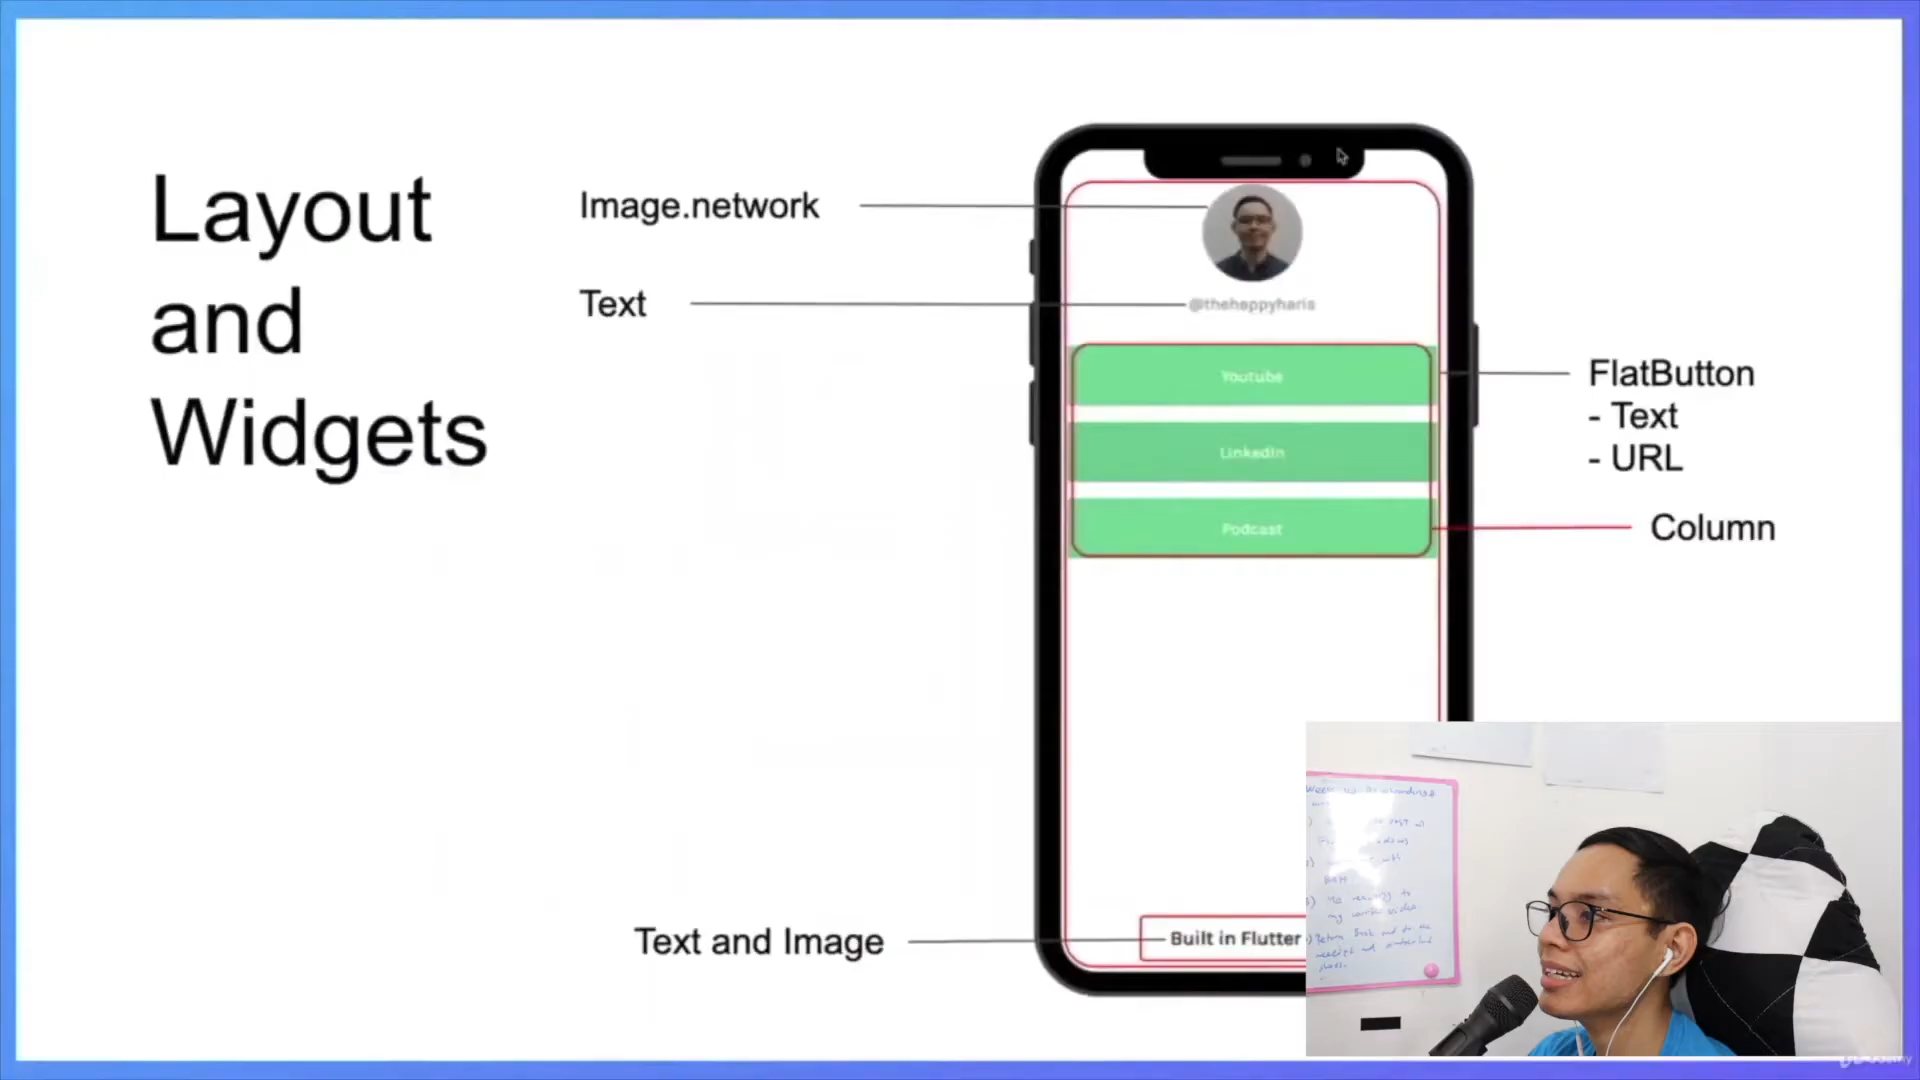 Layout
and
Widgets
Image.network
Text
@thehappyharis
Youtube
LinkedIn
Podcast
FlatButton
- Text
- URL
Column
Text and Image
Built in Flutter